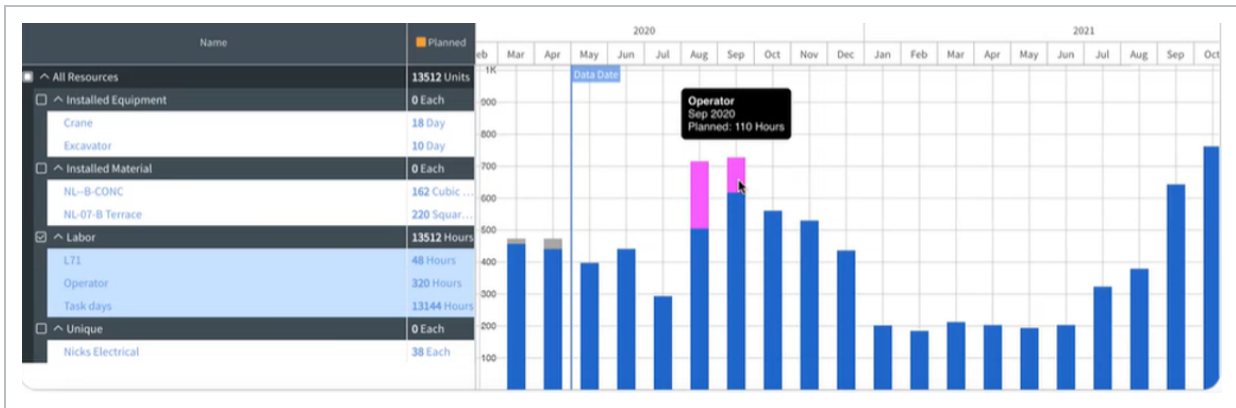 Name Planned
2020 2021
eb Mar Apr May Jun Jul Aug Sep Oct Nov Dec Jan Feb Mar Apr May Jun Jul Aug Sep Oct
All Resources 13512 Units
Installed Equipment 0 Each
Crane 18 Day
Excavator 10 Day
Installed Material 0 Each
NL--B-CONC 162 Cubic ...
NL-07-B Terrace 220 Squar...
Labor 13512 Hours
L71 48 Hours
Operator 320 Hours
Task days 13144 Hours
Unique 0 Each
Nicks Electrical 38 Each
1K
900
800
700
600
500
400
300
200
100
Data Date
Operator
Sep 2020
Planned: 110 Hours